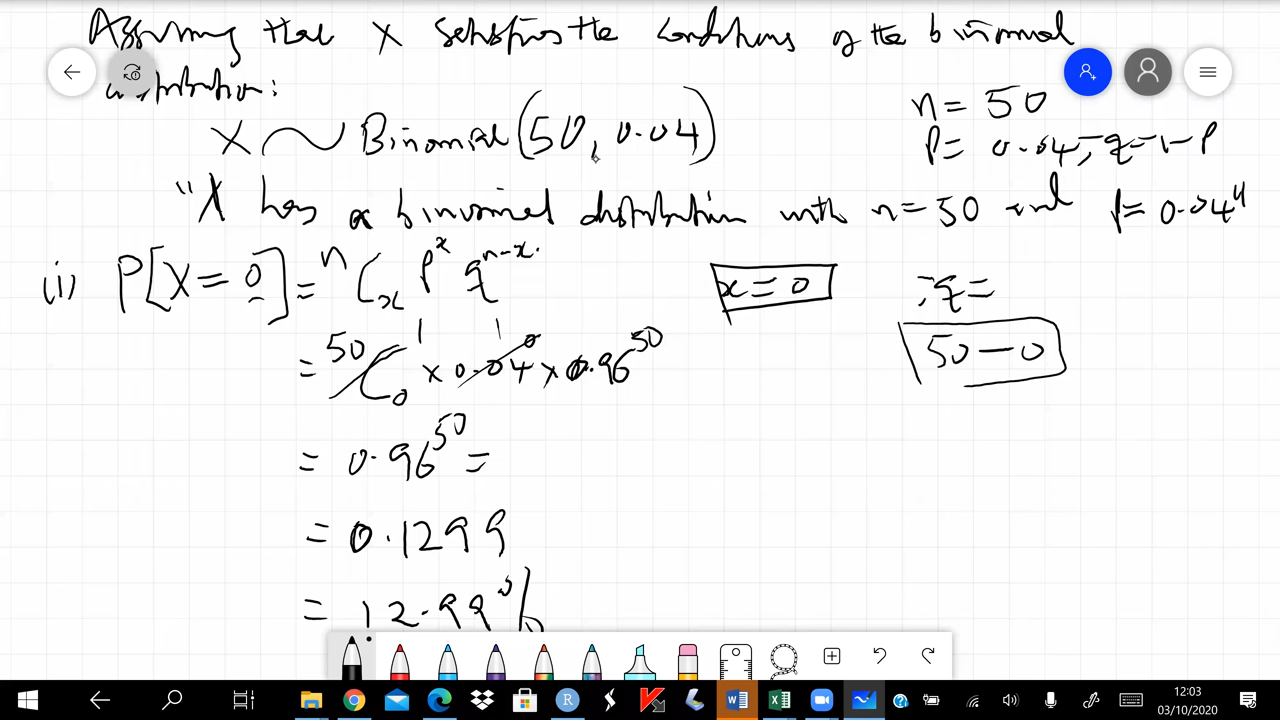 Assuming that X satisfies the conditions of the binomial
distribution:
n = 50
X ~ Binomial (50, 0.04)
P = 0.04, q = 1 - P
"X has a binomial distribution with n = 50 and P = 0.04"
(i) P[X = 0] = ⁿCₓ Pˣ qⁿ⁻ˣ.
x = 0
; q =
= ⁵⁰C₀ × 0.04⁰ × 0.96⁵⁰
1 1
50 - 0
= 0.96⁵⁰ =
= 0.1299
= 12.99%
12:03
03/10/2020